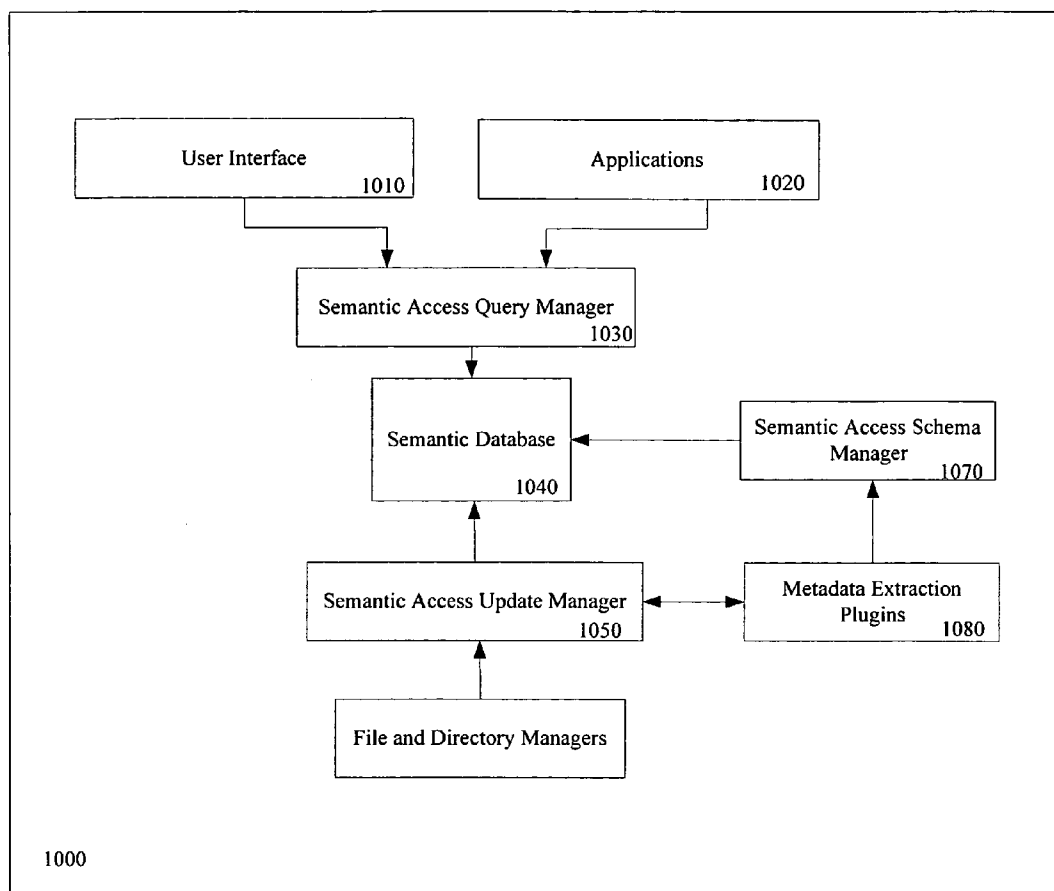 User Interface
1010
Applications
1020
Semantic Access Query Manager
1030
Semantic Database
1040
Semantic Access Schema
Manager
1070
Semantic Access Update Manager
1050
Metadata Extraction
Plugins
1080
File and Directory Managers
1000